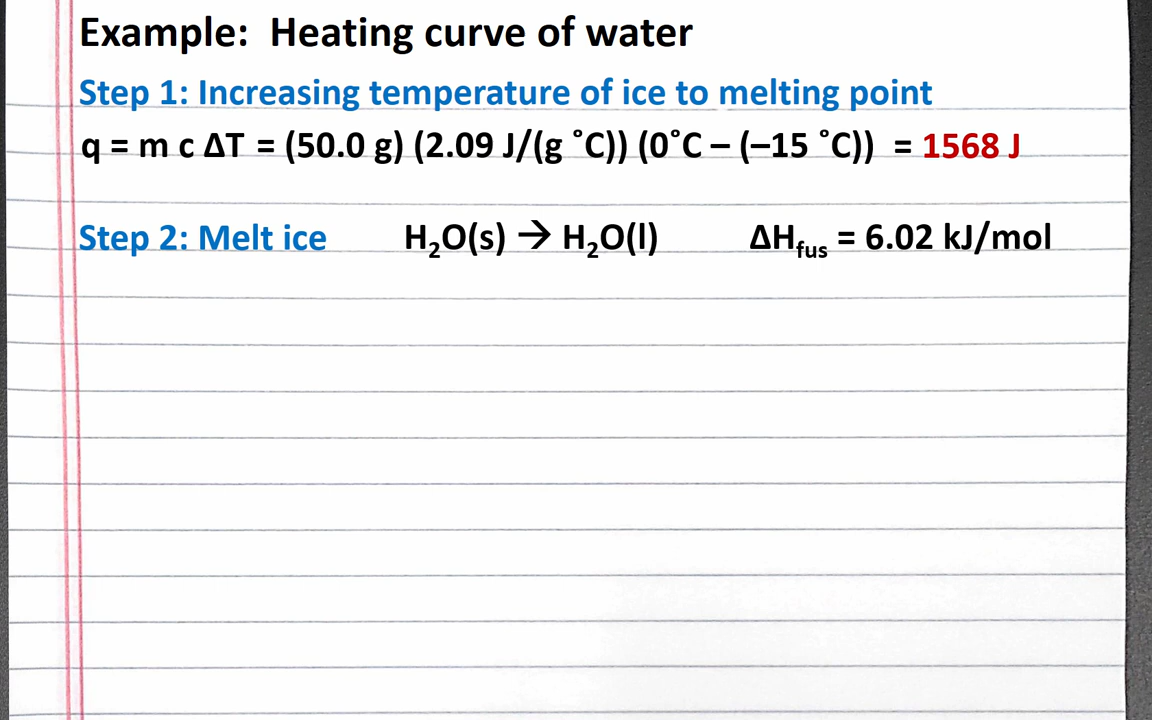 Example:  Heating curve of water
Step 1: Increasing temperature of ice to melting point
q = m c ΔT = (50.0 g) (2.09 J/(g ˚C)) (0˚C – (–15 ˚C))  = 1568 J
Step 2: Melt ice H₂O(s) → H₂O(l) ΔHfus = 6.02 kJ/mol